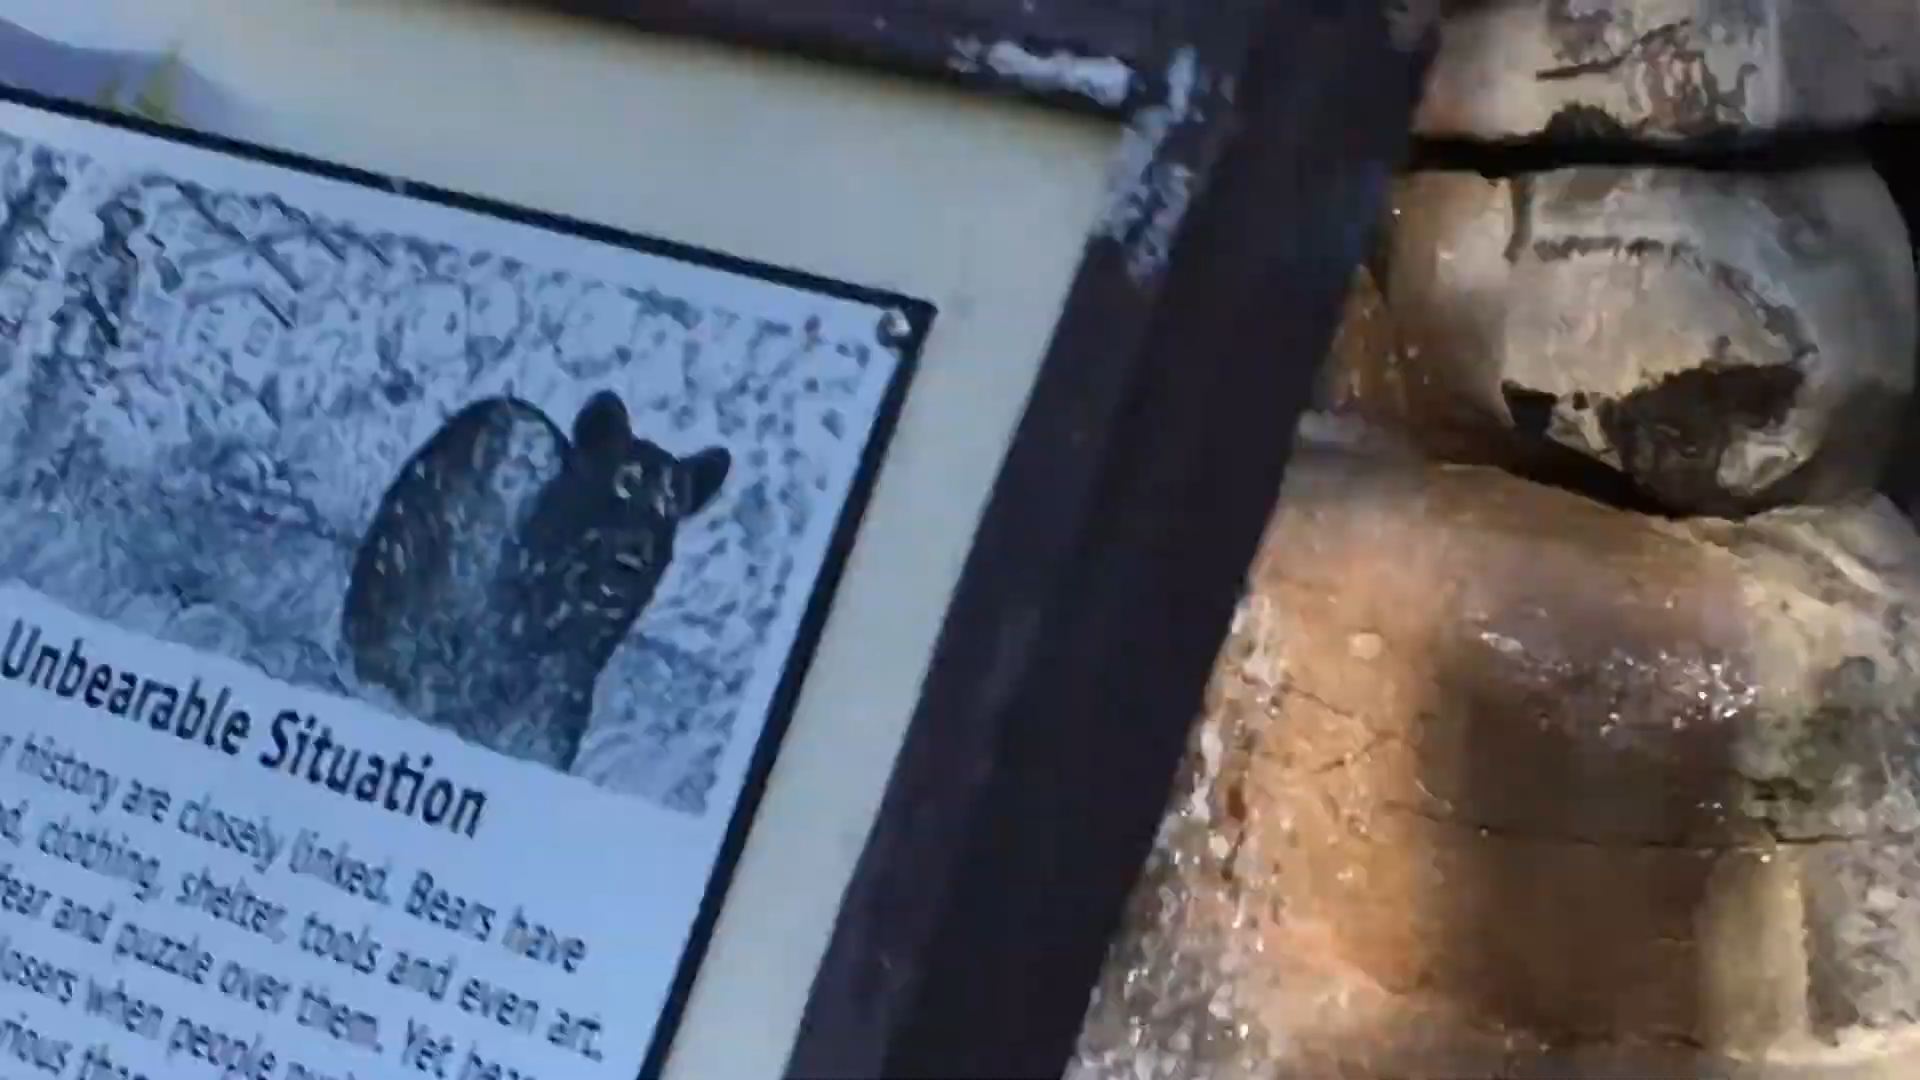 Unbearable Situation
history are closely linked. Bears have
clothing, shelter, tools and even art.
fear and puzzle over them. Yet
losers when people